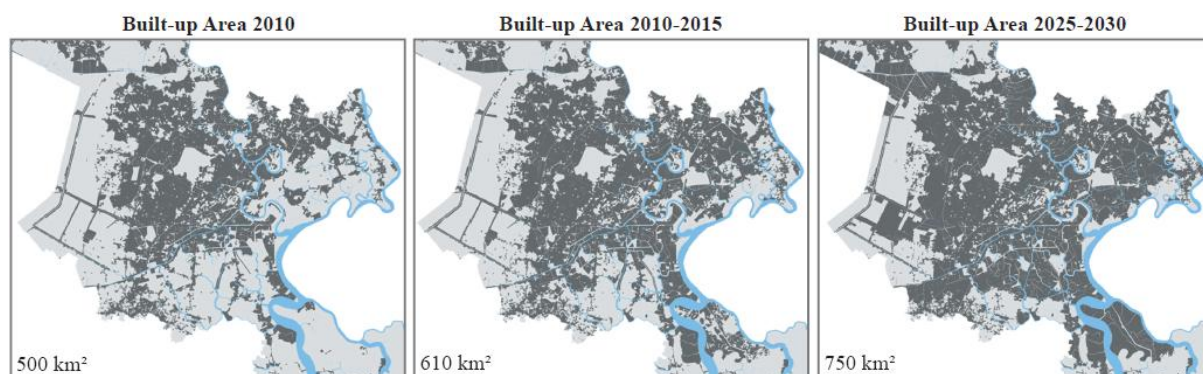 Built-up Area 2010
Built-up Area 2010-2015
Built-up Area 2025-2030
500 km²
610 km²
750 km²